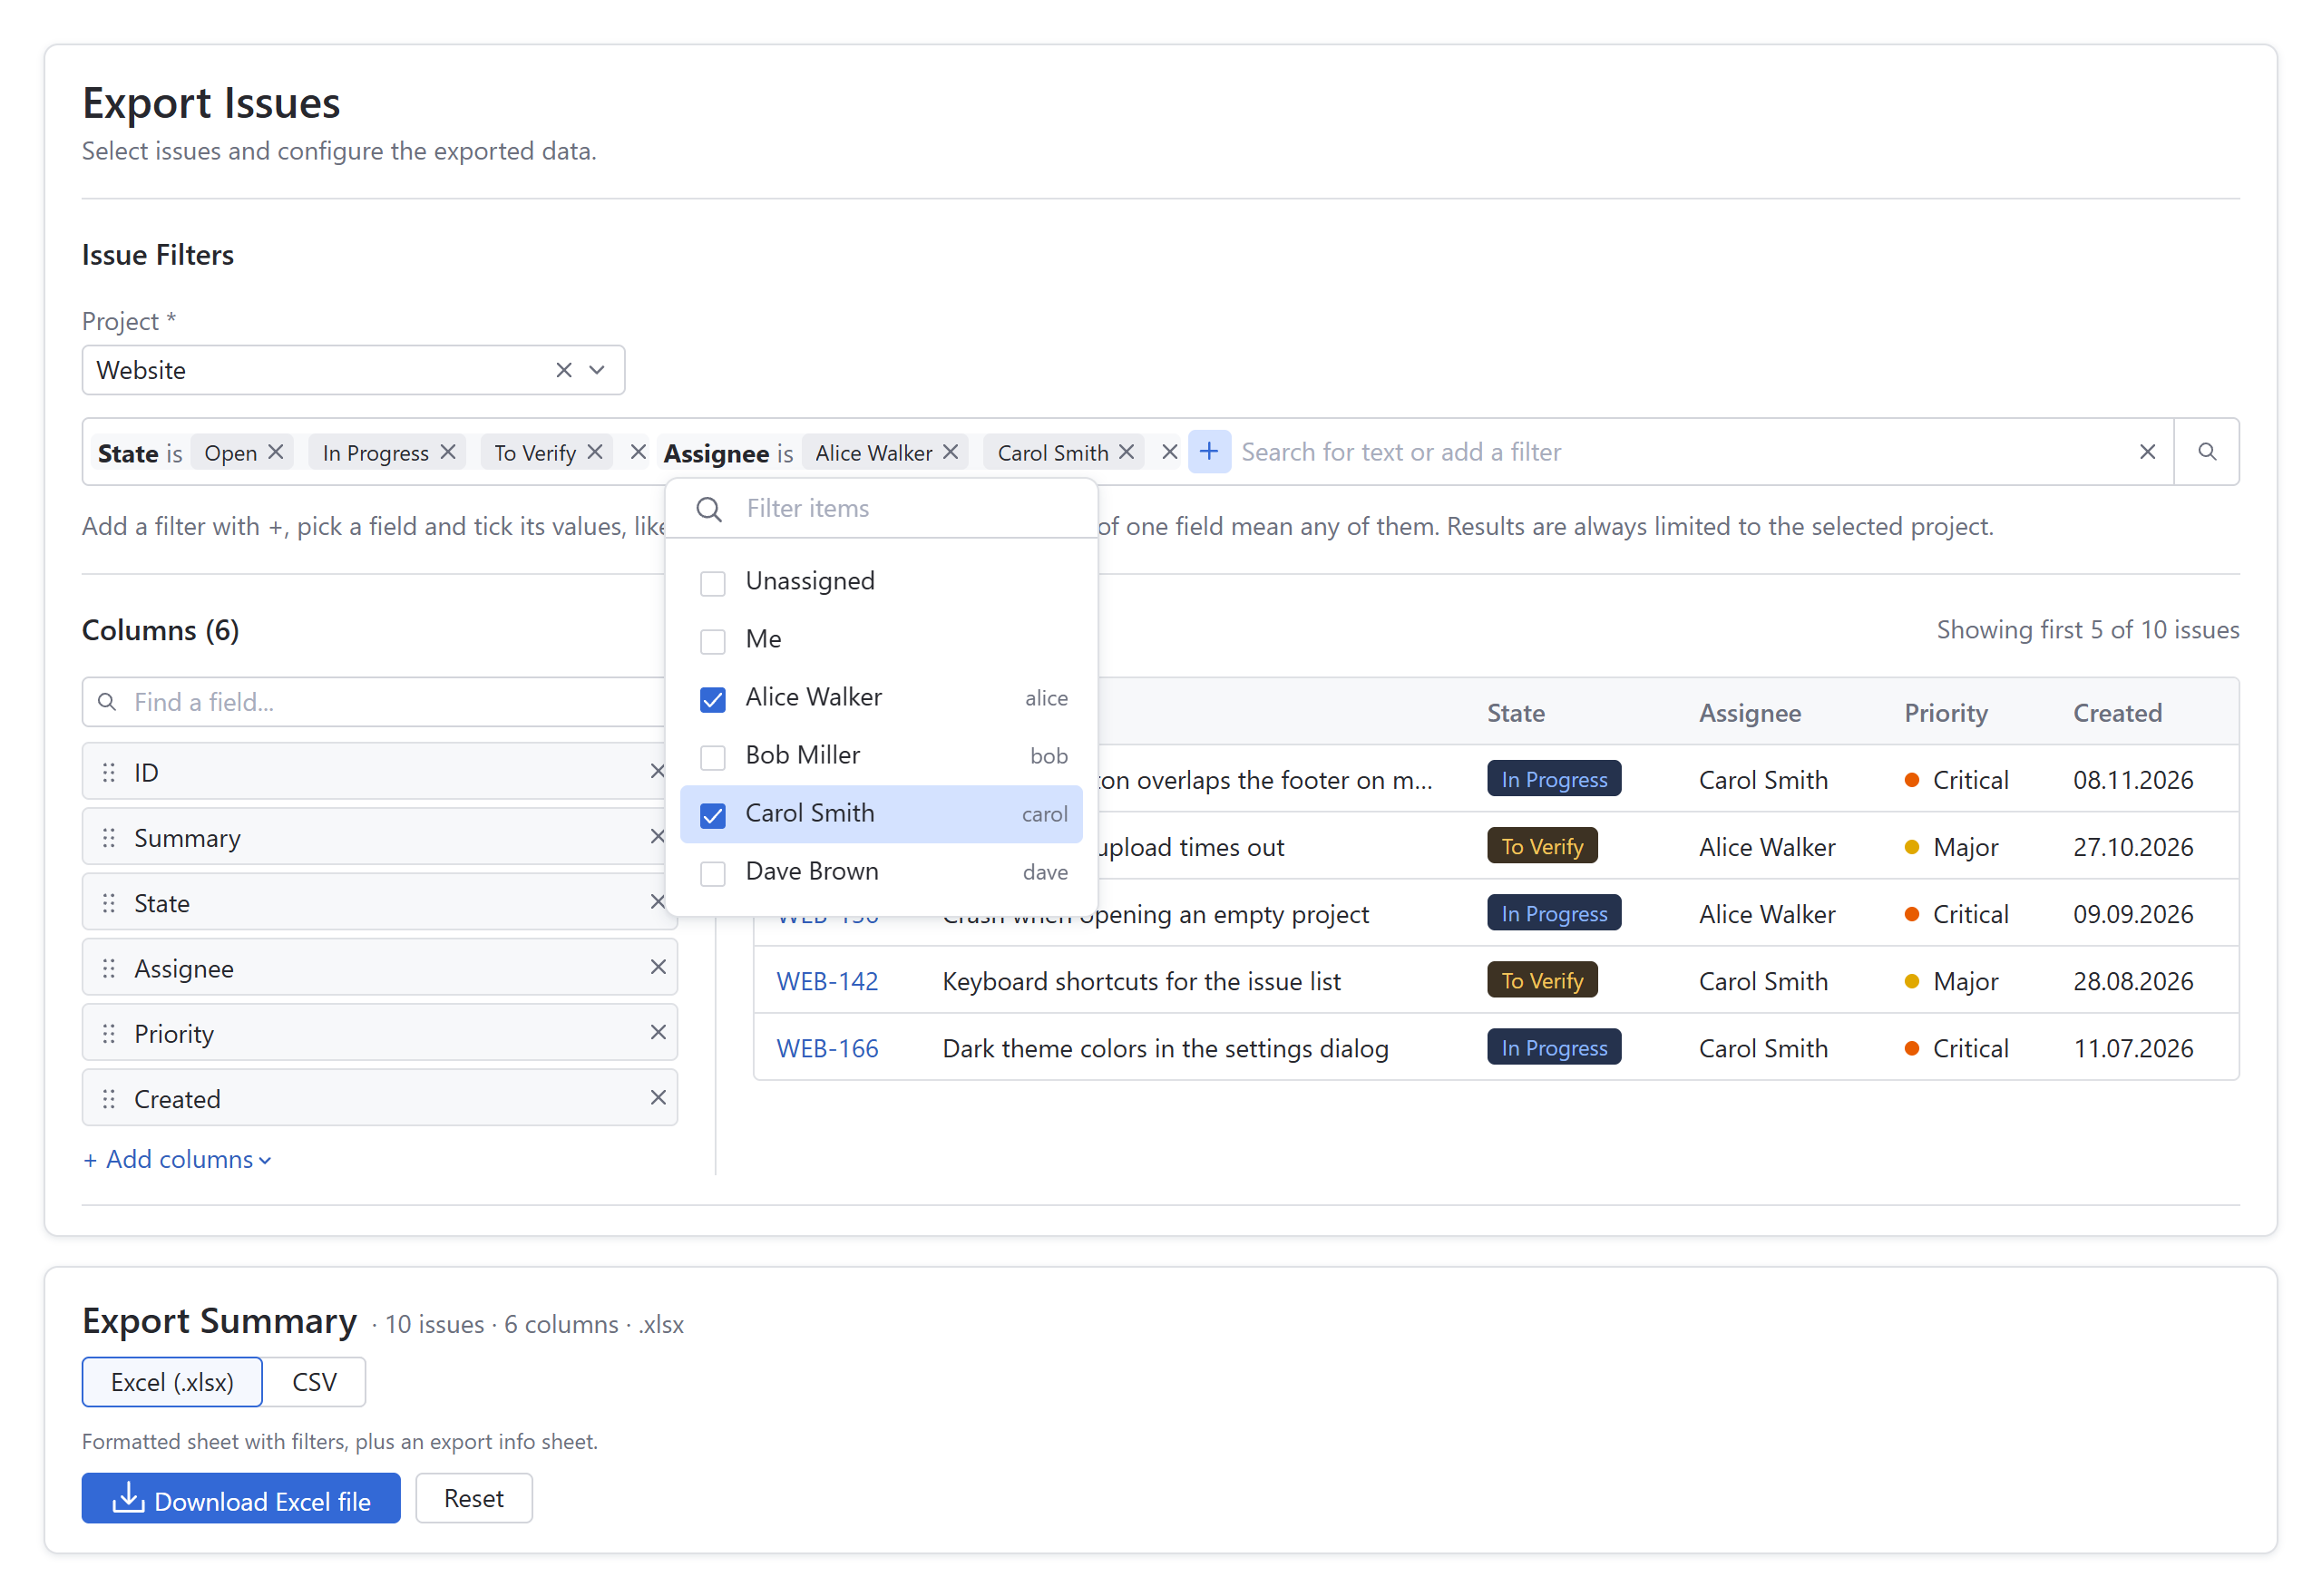 Export Issues
Select issues and configure the exported data.
Issue Filters
Project *
Website
State is Open In Progress To Verify Assignee is Alice Walker Carol Smith + Search for text or add a filter
Add a filter with +, pick a field and tick its values, like of one field mean any of them. Results are always limited to the selected project.
Filter items
Unassigned
Me
Alice Walker alice
Bob Miller bob
Carol Smith carol
Dave Brown dave
Columns (6)
Find a field...
ID
Summary
State
Assignee
Priority
Created
+ Add columns
Showing first 5 of 10 issues
State Assignee Priority Created
overlaps the footer on m... In Progress Carol Smith Critical 08.11.2026
upload times out To Verify Alice Walker Major 27.10.2026
Crash when opening an empty project In Progress Alice Walker Critical 09.09.2026
WEB-142 Keyboard shortcuts for the issue list To Verify Carol Smith Major 28.08.2026
WEB-166 Dark theme colors in the settings dialog In Progress Carol Smith Critical 11.07.2026
Export Summary · 10 issues · 6 columns · .xlsx
Excel (.xlsx) CSV
Formatted sheet with filters, plus an export info sheet.
Download Excel file Reset